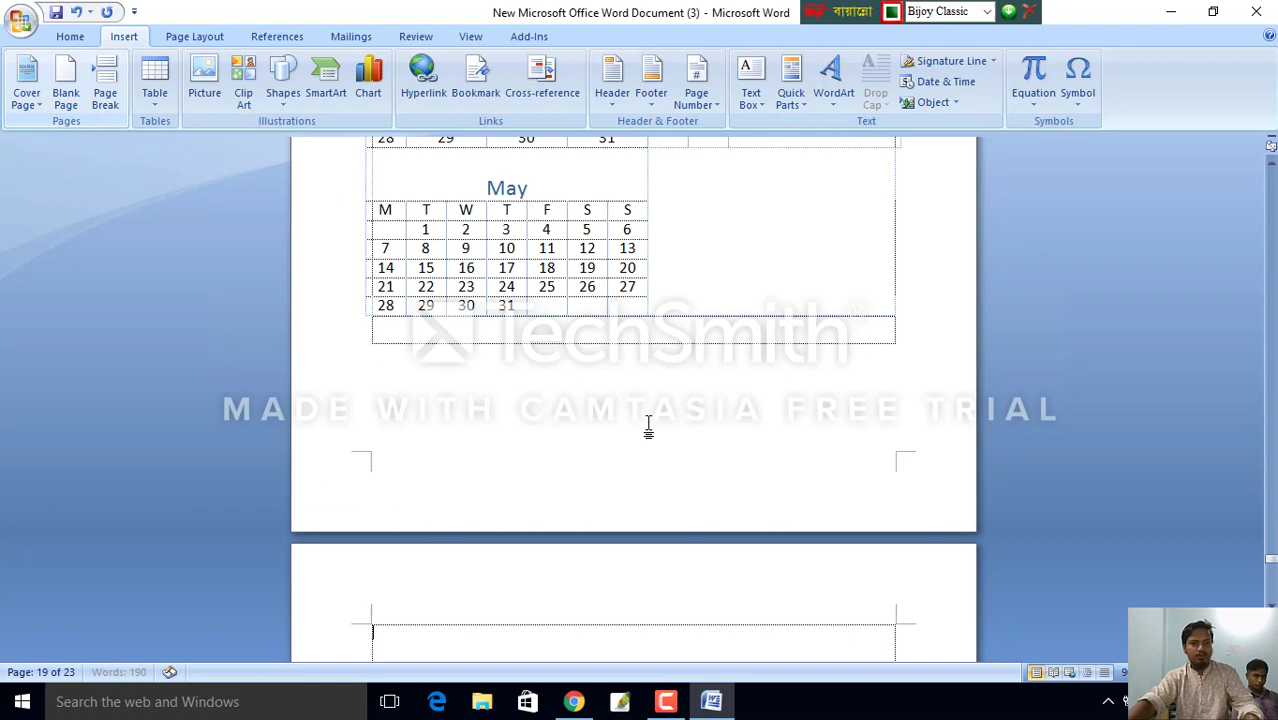 New Microsoft Office Word Document (3) - Microsoft Word
বায়ান্নো
Bijoy Classic
Home Insert Page Layout References Mailings Review View Add-Ins
Cover Page Blank Page Page Break Table Picture Clip Art Shapes SmartArt Chart Hyperlink Bookmark Cross-reference Header Footer Page Number Text Box Quick Parts WordArt Drop Cap Equation Symbol
Signature Line
Date & Time
Object
Pages Tables Illustrations Links Header & Footer Text Symbols
28 29 30 31
May
M T W T F S S
1 2 3 4 5 6
7 8 9 10 11 12 13
14 15 16 17 18 19 20
21 22 23 24 25 26 27
28 29 30 31
TechSmith
MADE WITH CAMTASIA FREE TRIAL
Page: 19 of 23 Words: 190
Search the web and Windows